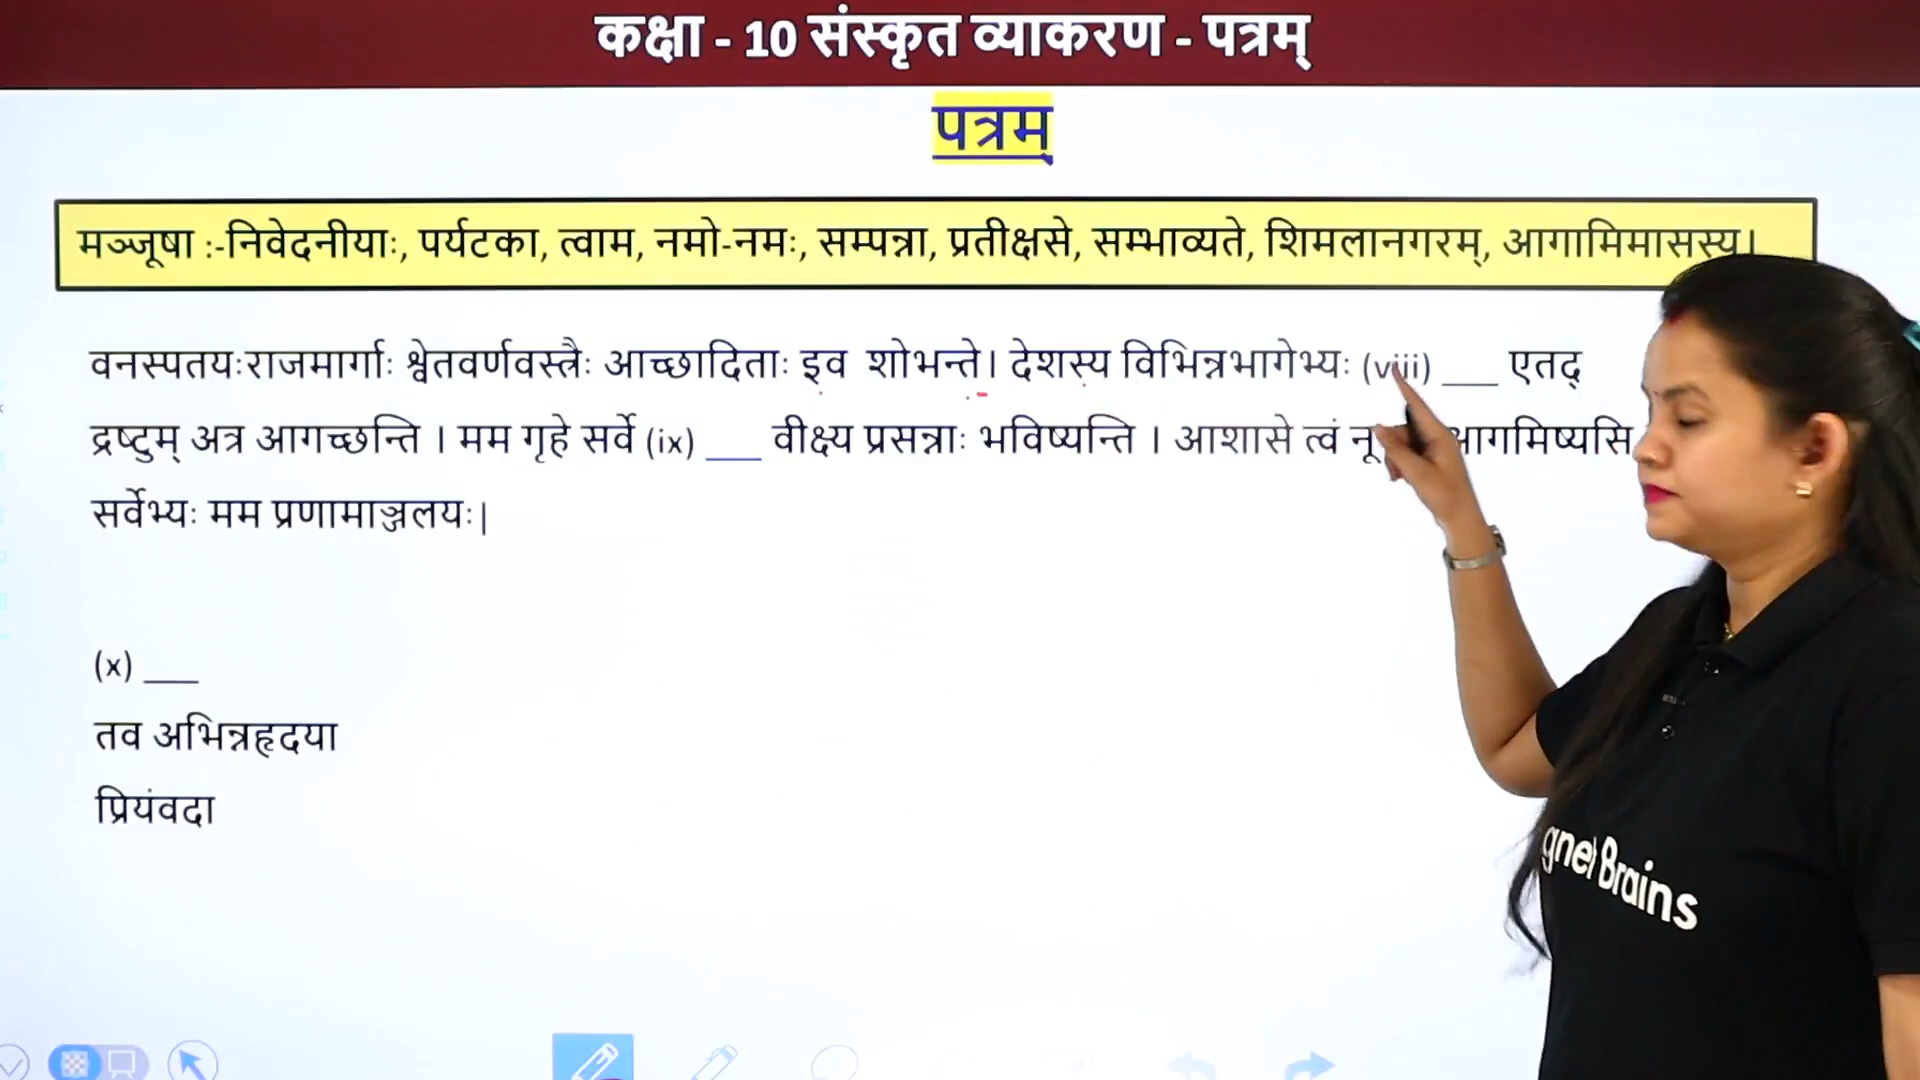 कक्षा - 10 संस्कृत व्याकरण - पत्रम्
पत्रम्
मञ्जूषा :-निवेदनीयाः, पर्यटका, त्वाम, नमो-नमः, सम्पन्ना, प्रतीक्षसे, सम्भाव्यते, शिमलानगरम्, आगामिमासस्य।
वनस्पतयःराजमार्गाः श्वेतवर्णवस्त्रैः आच्छादिताः इव शोभन्ते। देशस्य विभिन्नभागेभ्यः (viii) ___ एतद्
द्रष्टुम् अत्र आगच्छन्ति । मम गृहे सर्वे (ix) ___ वीक्ष्य प्रसन्नाः भविष्यन्ति । आशासे त्वं आगमिष्यसि
सर्वेभ्यः मम प्रणामाञ्जलयः|
(x) ___
तव अभिन्नहृदया
प्रियंवदा
gnet Brains